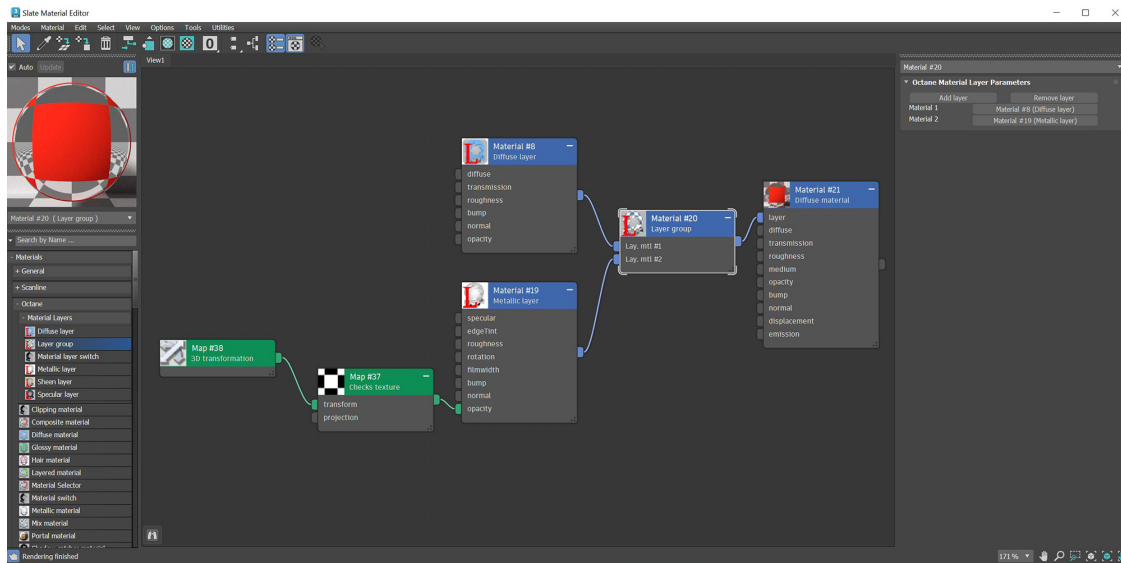 Slate Material Editor
Modes Material Edit Select View Options Tools Utilities
Auto Update
View1
Material #20 ( Layer group )
Search by Name ...
- Materials
+ General
+ Scanline
- Octane
- Material Layers
Diffuse layer
Layer group
Material layer switch
Metallic layer
Sheen layer
Specular layer
Clipping material
Composite material
Diffuse material
Glossy material
Hair material
Layered material
Material Selector
Material switch
Metallic material
Mix material
Portal material
Rendering finished
Map #38
3D transformation
Map #37
Checks texture
transform
projection
Material #8
Diffuse layer
diffuse
transmission
roughness
bump
normal
opacity
Material #19
Metallic layer
specular
edgeTint
roughness
rotation
filmwidth
bump
normal
opacity
Material #20
Layer group
Lay. mtl #1
Lay. mtl #2
Material #21
Diffuse material
layer
diffuse
transmission
roughness
medium
opacity
bump
normal
displacement
emission
Material #20
Octane Material Layer Parameters
Add layer Remove layer
Material 1 Material #8 (Diffuse layer)
Material 2 Material #19 (Metallic layer)
171%